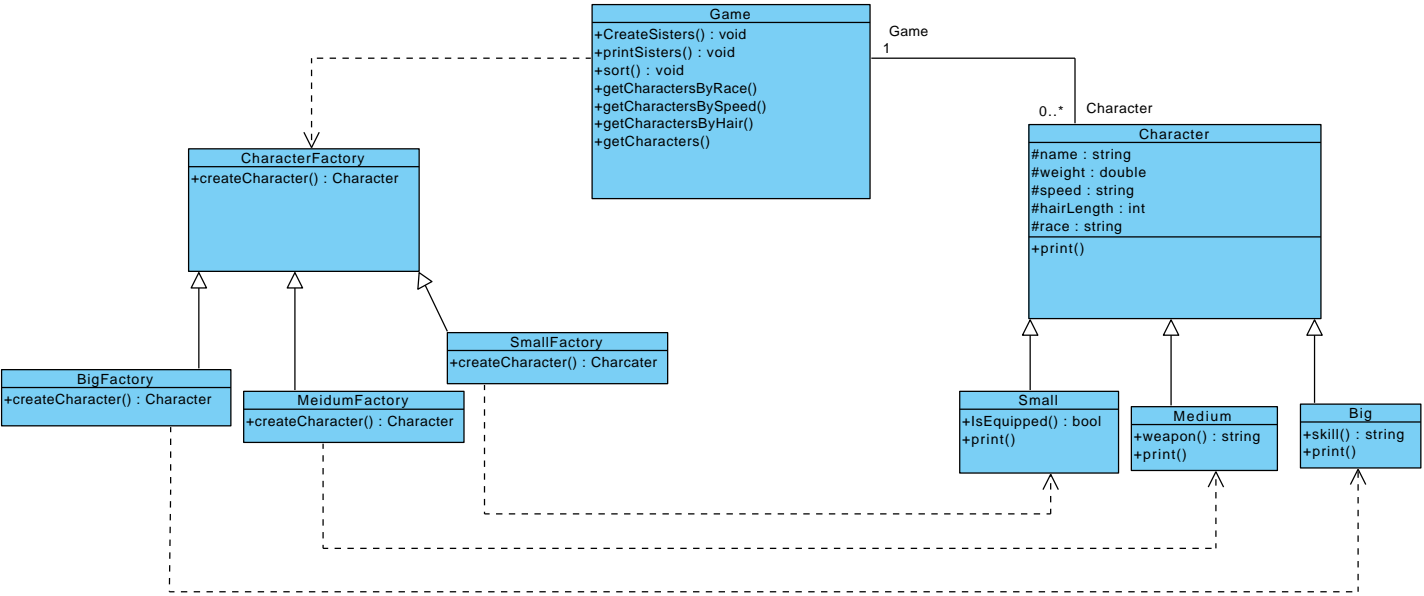 Game
+CreateSisters() : void
+printSisters() : void
+sort() : void
+getCharactersByRace()
+getCharactersBySpeed()
+getCharactersByHair()
+getCharacters()
Game
1
0..*
Character
CharacterFactory
+createCharacter() : Character
Character
#name : string
#weight : double
#speed : string
#hairLength : int
#race : string
+print()
BigFactory
+createCharacter() : Character
MeidumFactory
+createCharacter() : Character
SmallFactory
+createCharacter() : Charcater
Small
+IsEquipped() : bool
+print()
Medium
+weapon() : string
+print()
Big
+skill() : string
+print()